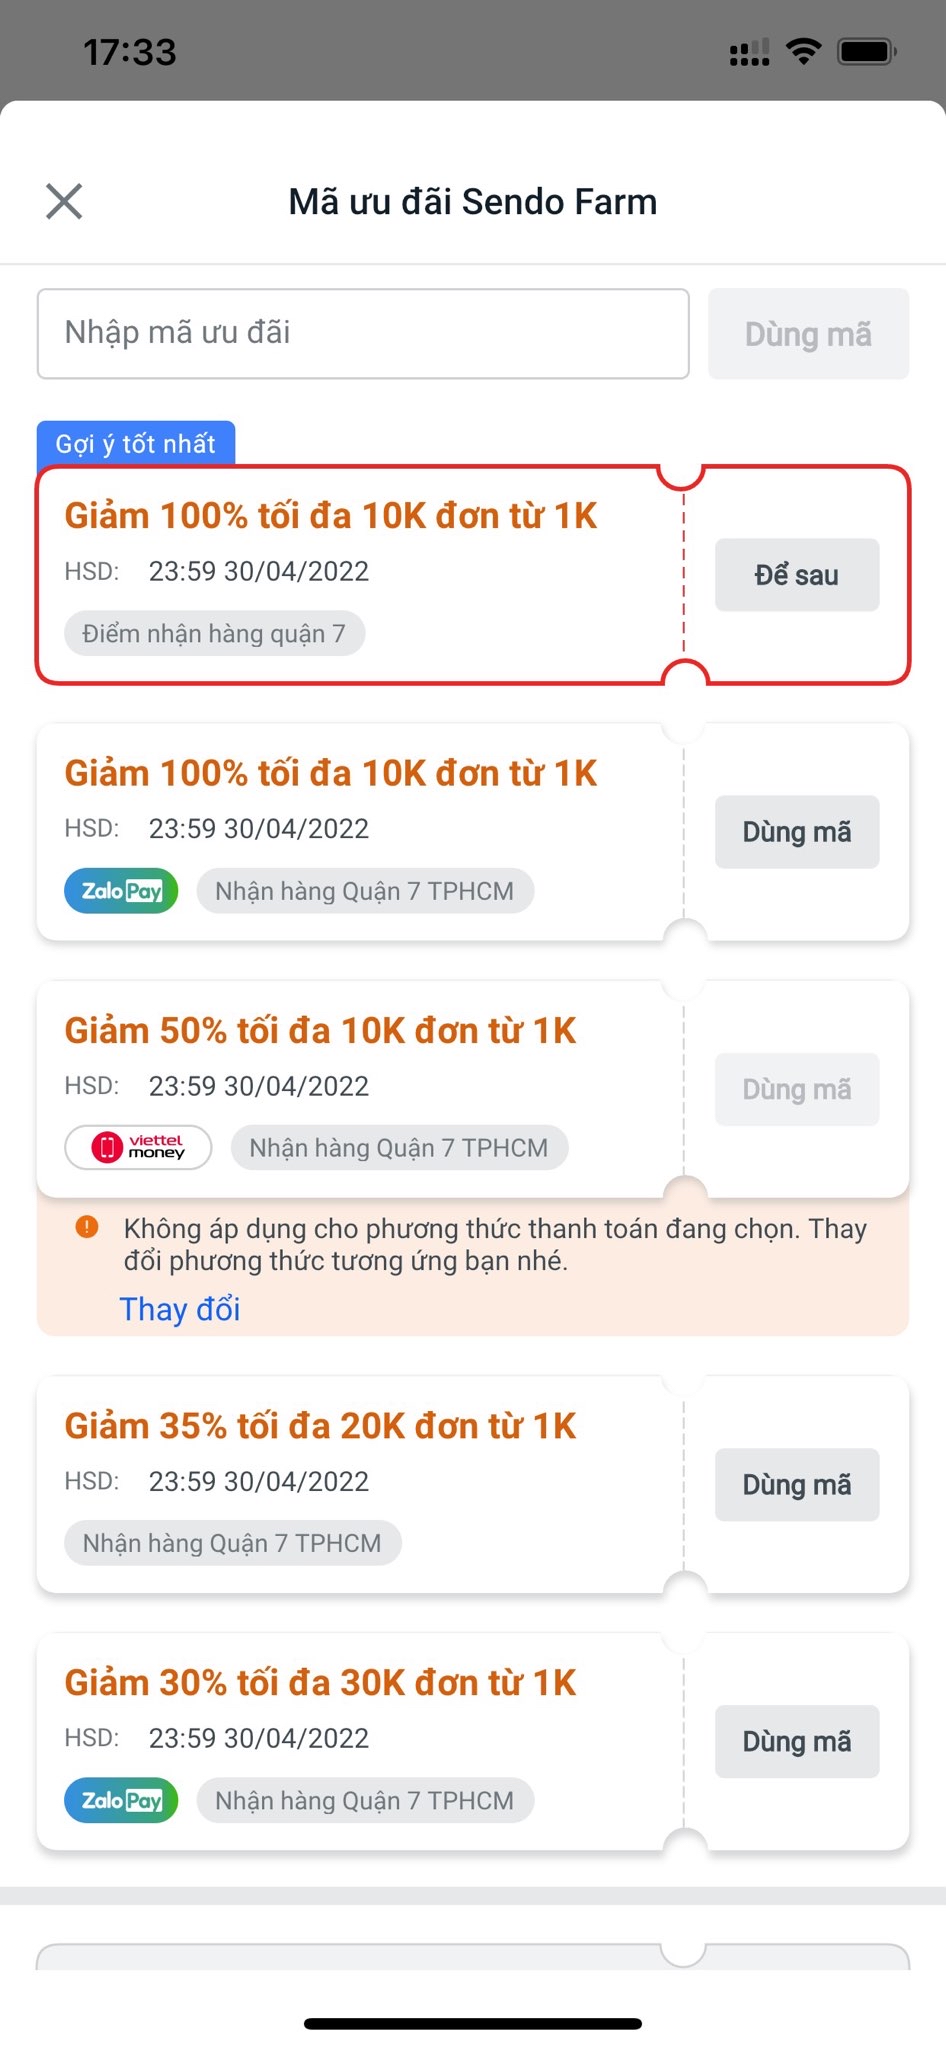 17:33
Mã ưu đãi Sendo Farm
Nhập mã ưu đãi
Dùng mã
Gợi ý tốt nhất
Giảm 100% tối đa 10K đơn từ 1K
HSD: 23:59 30/04/2022
Để sau
Điểm nhận hàng quận 7
Giảm 100% tối đa 10K đơn từ 1K
HSD: 23:59 30/04/2022
Dùng mã
Zalo Pay Nhận hàng Quận 7 TPHCM
Giảm 50% tối đa 10K đơn từ 1K
HSD: 23:59 30/04/2022
Dùng mã
viettel money Nhận hàng Quận 7 TPHCM
Không áp dụng cho phương thức thanh toán đang chọn. Thay
đổi phương thức tương ứng bạn nhé.
Thay đổi
Giảm 35% tối đa 20K đơn từ 1K
HSD: 23:59 30/04/2022
Dùng mã
Nhận hàng Quận 7 TPHCM
Giảm 30% tối đa 30K đơn từ 1K
HSD: 23:59 30/04/2022
Dùng mã
Zalo Pay Nhận hàng Quận 7 TPHCM